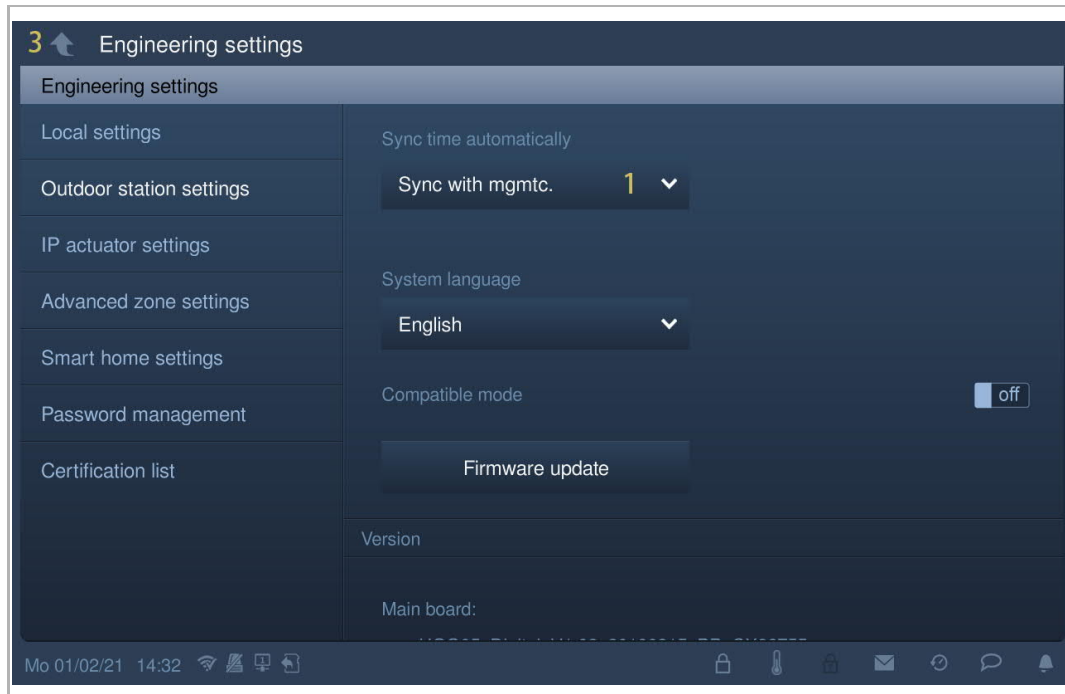 3 Engineering settings
Engineering settings
Local settings
Outdoor station settings
IP actuator settings
Advanced zone settings
Smart home settings
Password management
Certification list
Sync time automatically
Sync with mgmtc. 1
System language
English
Compatible mode
off
Firmware update
Version
Main board:
Mo 01/02/21 14:32